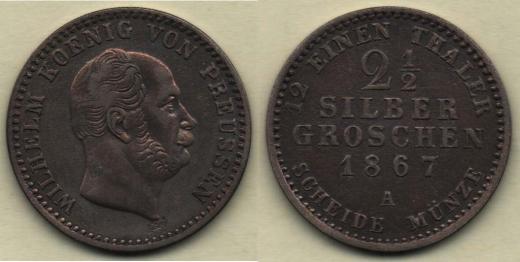 WILHELM KOENIG VON PREUSSEN
12 EINEN THALER
2 1/2
SILBER
GROSCHEN
1867
A
SCHEIDE MÜNZE